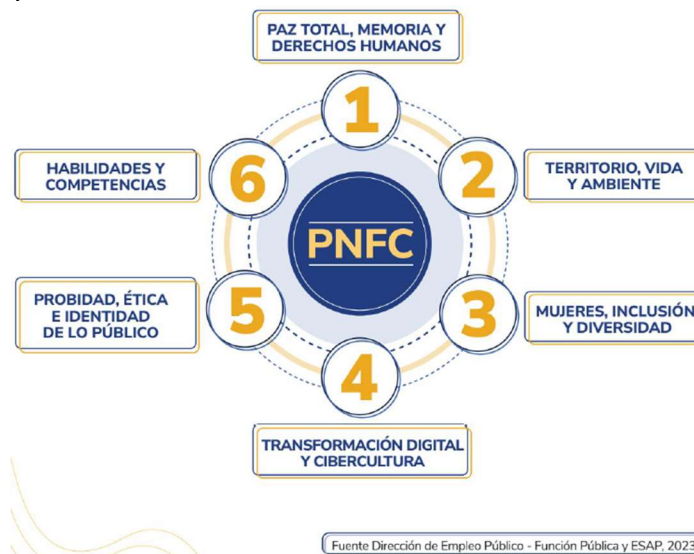 PAZ TOTAL, MEMORIA Y
DERECHOS HUMANOS
1
2
TERRITORIO, VIDA
Y AMBIENTE
3
MUJERES, INCLUSIÓN
Y DIVERSIDAD
4
TRANSFORMACIÓN DIGITAL
Y CIBERCULTURA
5
PROBIDAD, ÉTICA
E IDENTIDAD
DE LO PÚBLICO
6
HABILIDADES Y
COMPETENCIAS
PNFC
Fuente Dirección de Empleo Público - Función Pública y ESAP, 2023